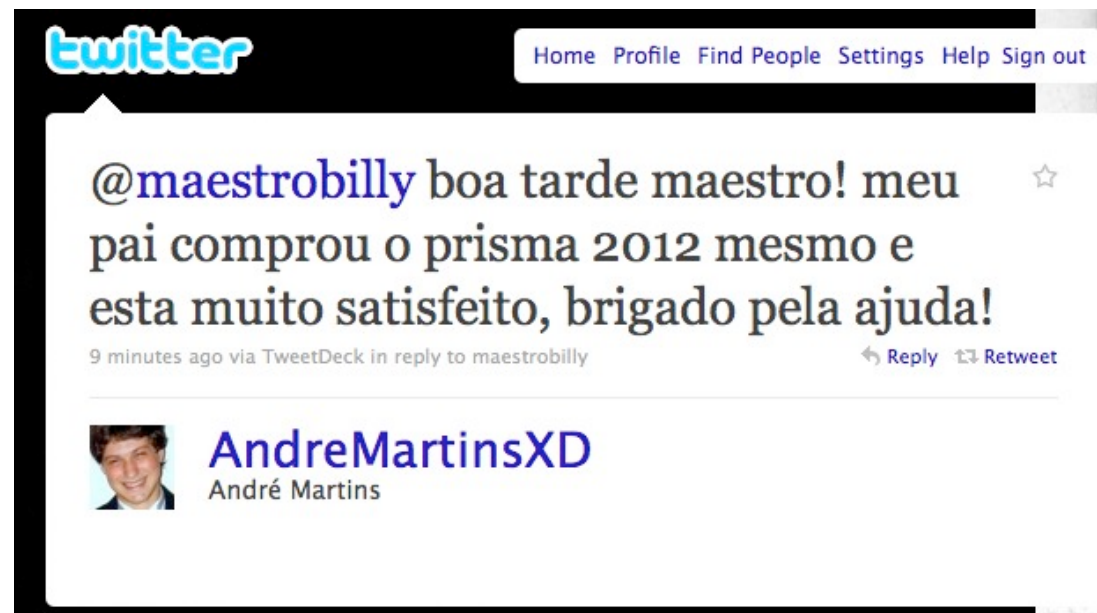 twitter
Home Profile Find People Settings Help Sign out
@maestrobilly boa tarde maestro! meu
pai comprou o prisma 2012 mesmo e
esta muito satisfeito, brigado pela ajuda!
9 minutes ago via TweetDeck in reply to maestrobilly
Reply Retweet
AndreMartinsXD
André Martins